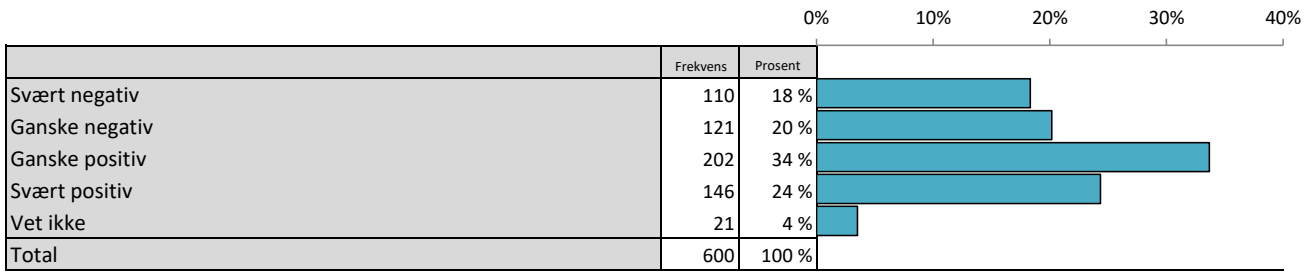 0% 10% 20% 30% 40%
Frekvens Prosent
Svært negativ 110 18 %
Ganske negativ 121 20 %
Ganske positiv 202 34 %
Svært positiv 146 24 %
Vet ikke 21 4 %
Total 600 100 %